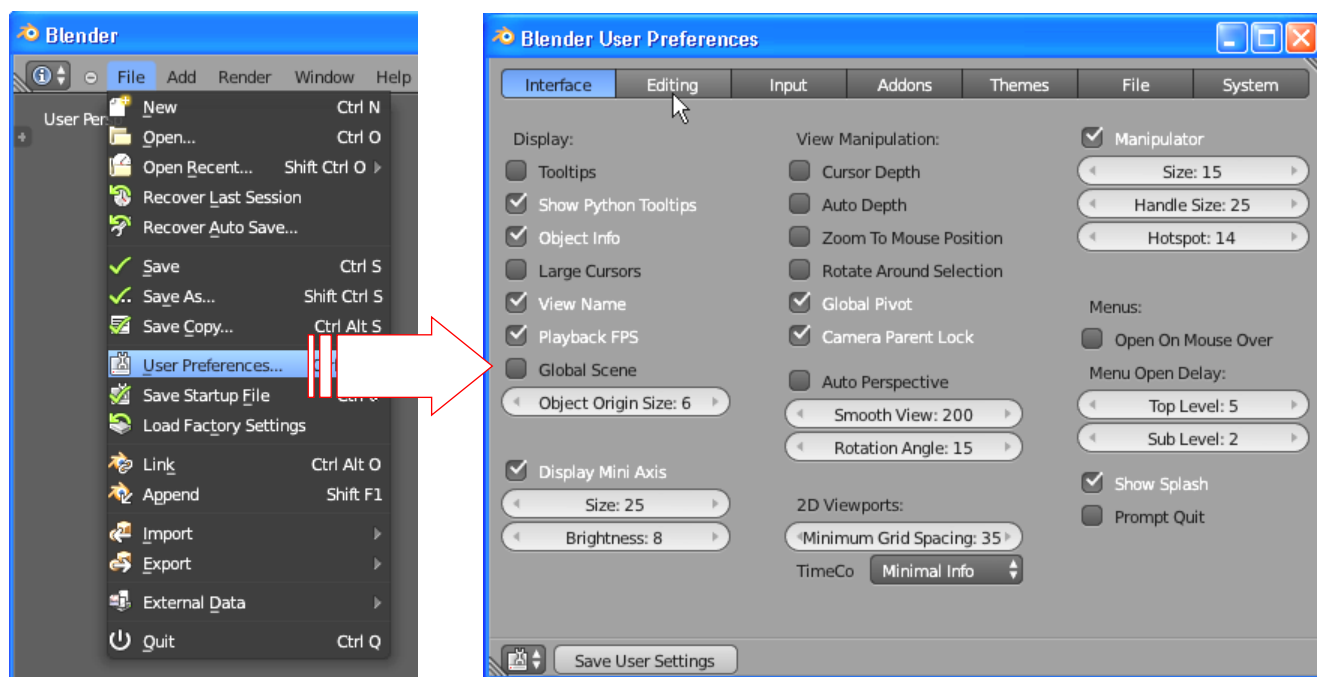 Blender
File Add Render Window Help
User Per
New Ctrl N
Open... Ctrl O
Open Recent... Shift Ctrl O
Recover Last Session
Recover Auto Save...
Save Ctrl S
Save As... Shift Ctrl S
Save Copy... Ctrl Alt S
User Preferences...
Save Startup File
Load Factory Settings
Link Ctrl Alt O
Append Shift F1
Import
Export
External Data
Quit Ctrl Q
Blender User Preferences
Interface Editing Input Addons Themes File System
Display:
Tooltips
Show Python Tooltips
Object Info
Large Cursors
View Name
Playback FPS
Global Scene
Object Origin Size: 6
Display Mini Axis
Size: 25
Brightness: 8
View Manipulation:
Cursor Depth
Auto Depth
Zoom To Mouse Position
Rotate Around Selection
Global Pivot
Camera Parent Lock
Auto Perspective
Smooth View: 200
Rotation Angle: 15
2D Viewports:
Minimum Grid Spacing: 35
TimeCo Minimal Info
Manipulator
Size: 15
Handle Size: 25
Hotspot: 14
Menus:
Open On Mouse Over
Menu Open Delay:
Top Level: 5
Sub Level: 2
Show Splash
Prompt Quit
Save User Settings